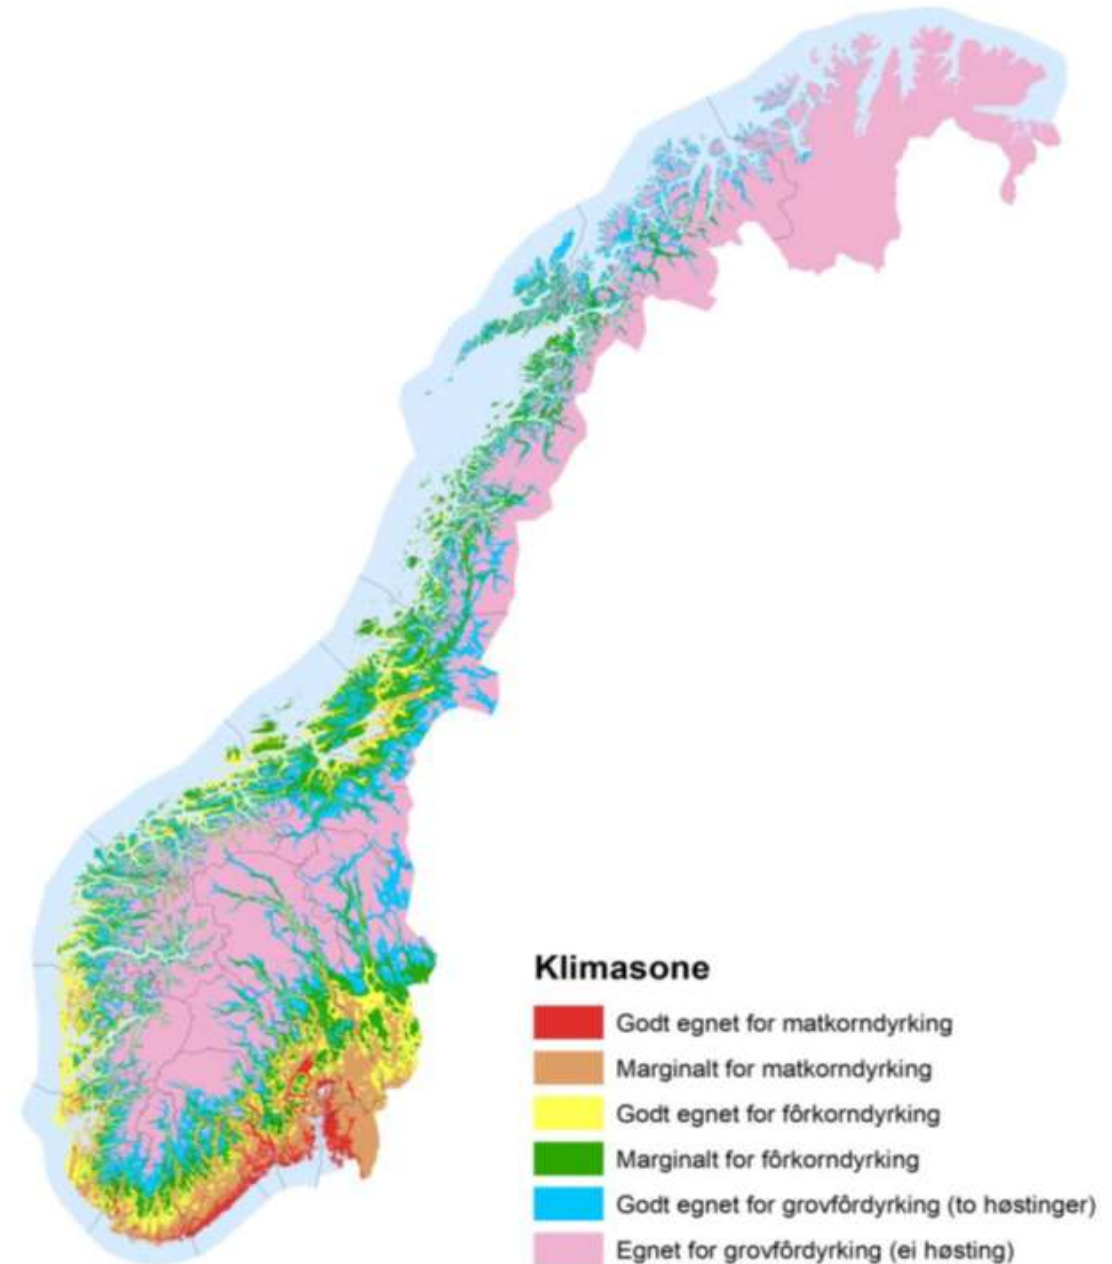 Klimasone
Godt egnet for matkorndyrking
Marginalt for matkorndyrking
Godt egnet for fôrkorndyrking
Marginalt for fôrkorndyrking
Godt egnet for grovfôrdyrking (to høstinger)
Egnet for grovfôrdyrking (ei høsting)